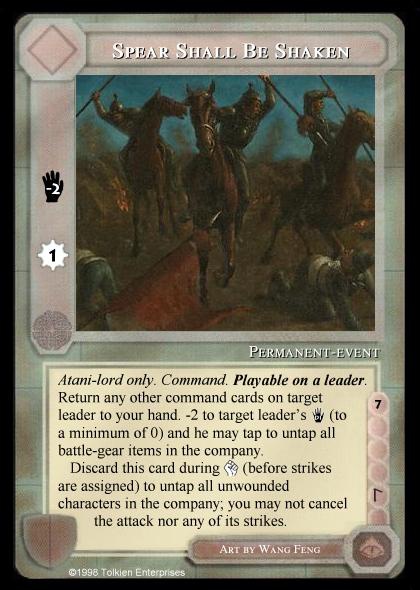 Spear Shall Be Shaken
-2
1
Permanent-event
Atani-lord only. Command. Playable on a leader.
Return any other command cards on target
leader to your hand. -2 to target leader's (to
a minimum of 0) and he may tap to untap all
battle-gear items in the company.
Discard this card during (before strikes
are assigned) to untap all unwounded
characters in the company; you may not cancel
the attack nor any of its strikes.
7
Art by Wang Feng
©1998 Tolkien Enterprises